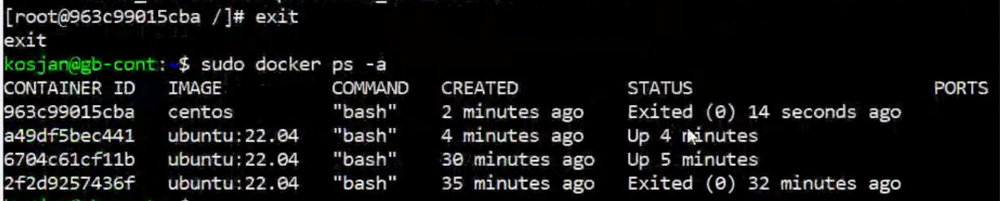 [root@963c99015cba /]# exit
exit
kosjan@gb-cont:~$ sudo docker ps -a
CONTAINER ID IMAGE COMMAND CREATED STATUS PORTS
963c99015cba centos "bash" 2 minutes ago Exited (0) 14 seconds ago
a49df5bec441 ubuntu:22.04 "bash" 4 minutes ago Up 4 minutes
6704c61cf11b ubuntu:22.04 "bash" 30 minutes ago Up 5 minutes
2f2d9257436f ubuntu:22.04 "bash" 35 minutes ago Exited (0) 32 minutes ago